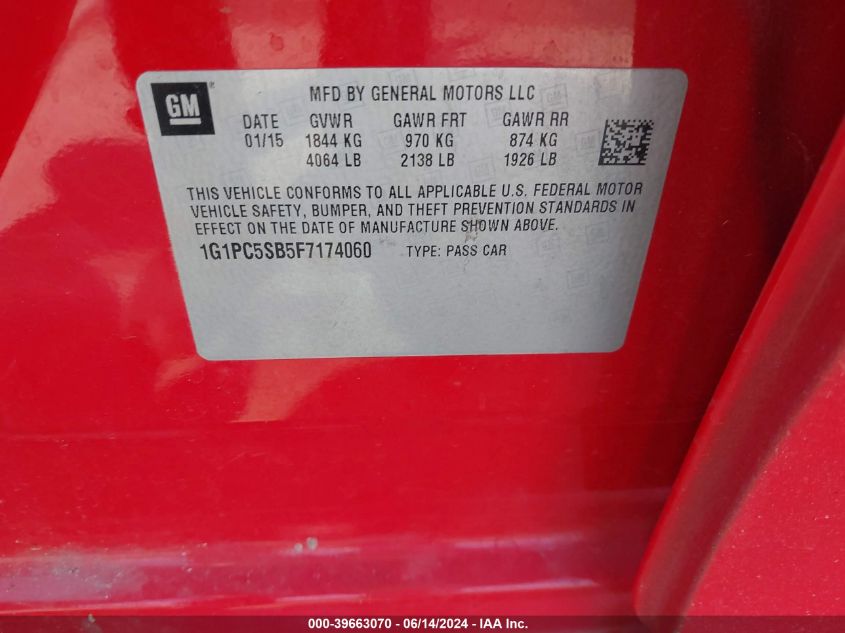 GM
MFD BY GENERAL MOTORS LLC
DATE GVWR GAWR FRT GAWR RR
01/15 1844 KG 970 KG 874 KG
4064 LB 2138 LB 1926 LB
THIS VEHICLE CONFORMS TO ALL APPLICABLE U.S. FEDERAL MOTOR
VEHICLE SAFETY, BUMPER, AND THEFT PREVENTION STANDARDS IN
EFFECT ON THE DATE OF MANUFACTURE SHOWN ABOVE.
1G1PC5SB5F7174060 TYPE: PASS CAR
000-39663070 - 06/14/2024 - IAA Inc.